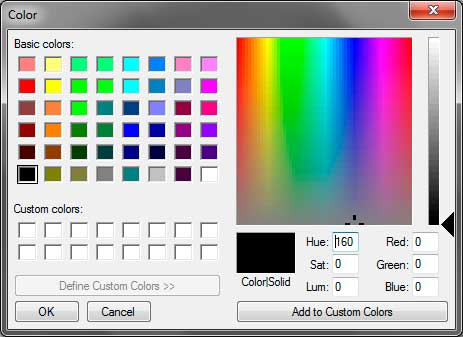 Color
Basic colors:
Custom colors:
Define Custom Colors >>
OK Cancel
Color|Solid
Hue: 160 Red: 0
Sat: 0 Green: 0
Lum: 0 Blue: 0
Add to Custom Colors